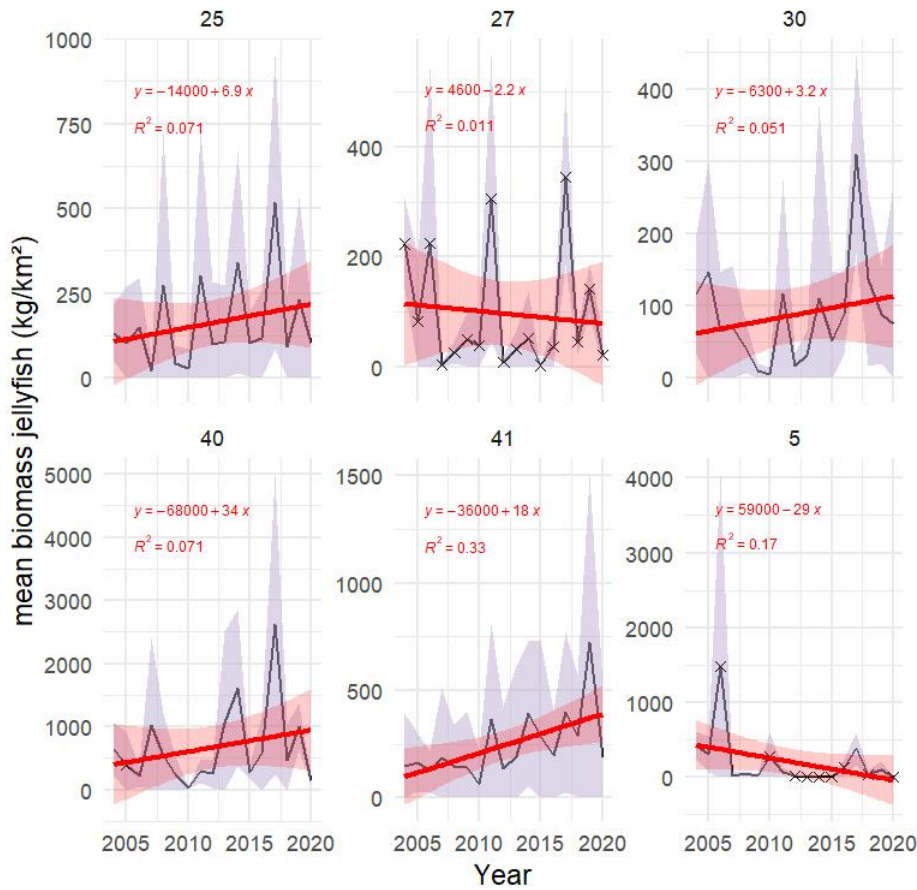 25
27
30
1000
750
500
250
0
y = −14000 + 6.9 x
R² = 0.071
400
200
0
y = 4600 − 2.2 x
R² = 0.011
400
300
200
100
0
y = −6300 + 3.2 x
R² = 0.051
mean biomass jellyfish (kg/km²)
40
41
5
5000
4000
3000
2000
1000
0
y = −68000 + 34 x
R² = 0.071
1500
1000
500
0
y = −36000 + 18 x
R² = 0.33
4000
3000
2000
1000
0
y = 59000 − 29 x
R² = 0.17
2005 2010 2015 2020
2005 2010 2015 2020
2005 2010 2015 2020
Year